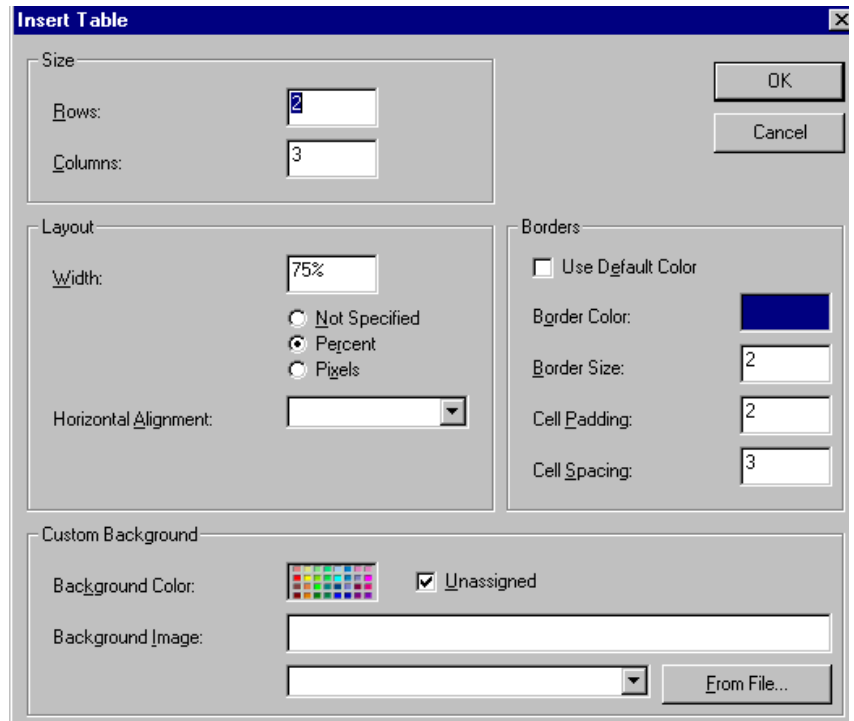 Insert Table
Size
Rows: 2
Columns: 3
OK
Cancel
Layout
Width: 75%
Not Specified
Percent
Pixels
Horizontal Alignment:
Borders
Use Default Color
Border Color:
Border Size: 2
Cell Padding: 2
Cell Spacing: 3
Custom Background
Background Color: Unassigned
Background Image:
From File...